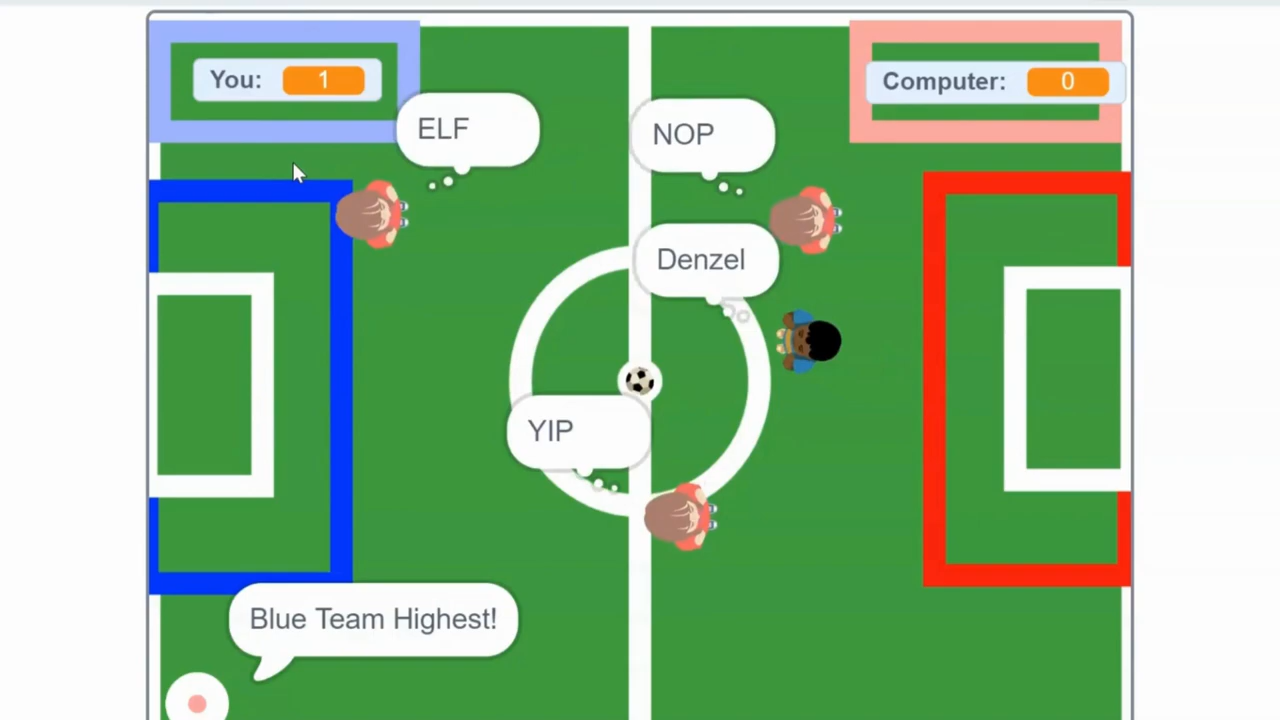 You: 1
Computer: 0
ELF
NOP
Denzel
YIP
Blue Team Highest!